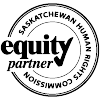 SASKATCHEWAN HUMAN RIGHTS COMMISSION
equity
partner